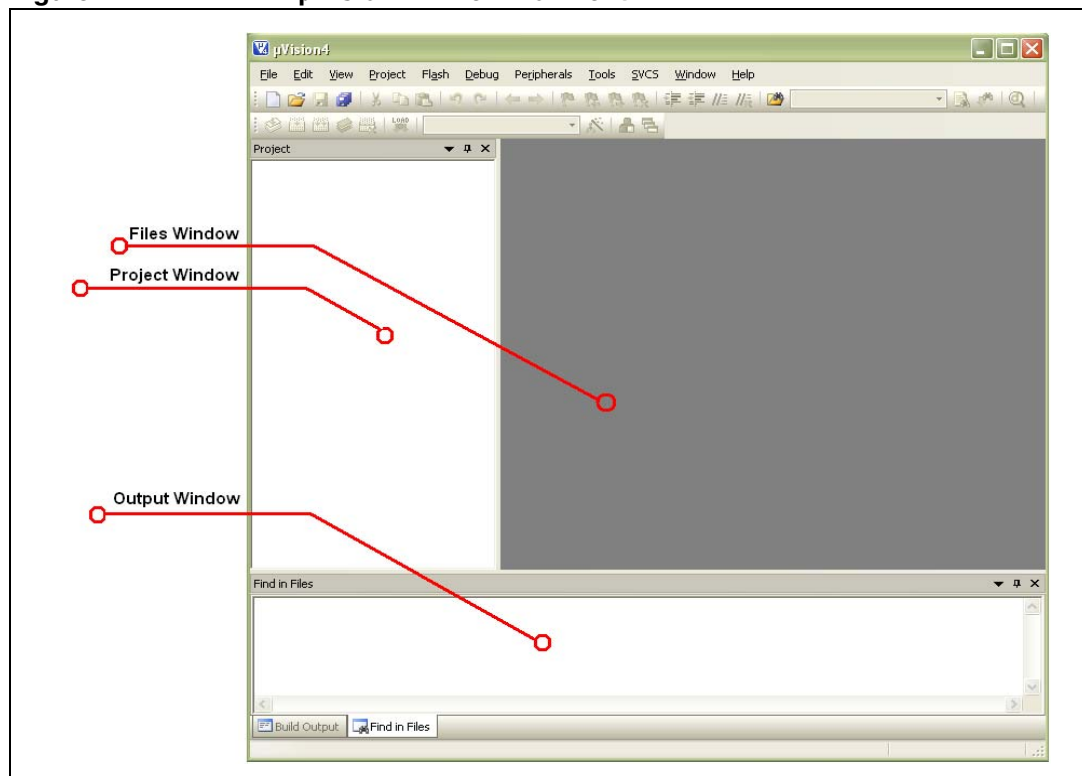 µVision4
File Edit View Project Flash Debug Peripherals Tools SVCS Window Help
LOAD
Project
Files Window
Project Window
Output Window
Find in Files
Build Output Find in Files